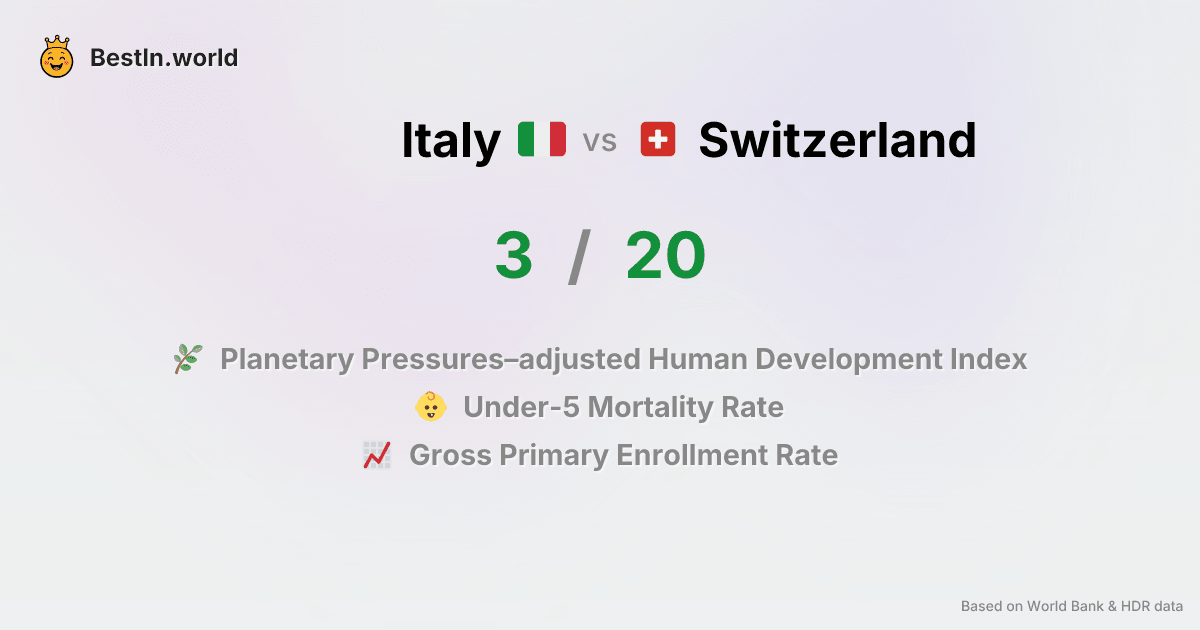 BestIn.world
Italy vs Switzerland
3 / 20
Planetary Pressures–adjusted Human Development Index
Under-5 Mortality Rate
Gross Primary Enrollment Rate
Based on World Bank & HDR data